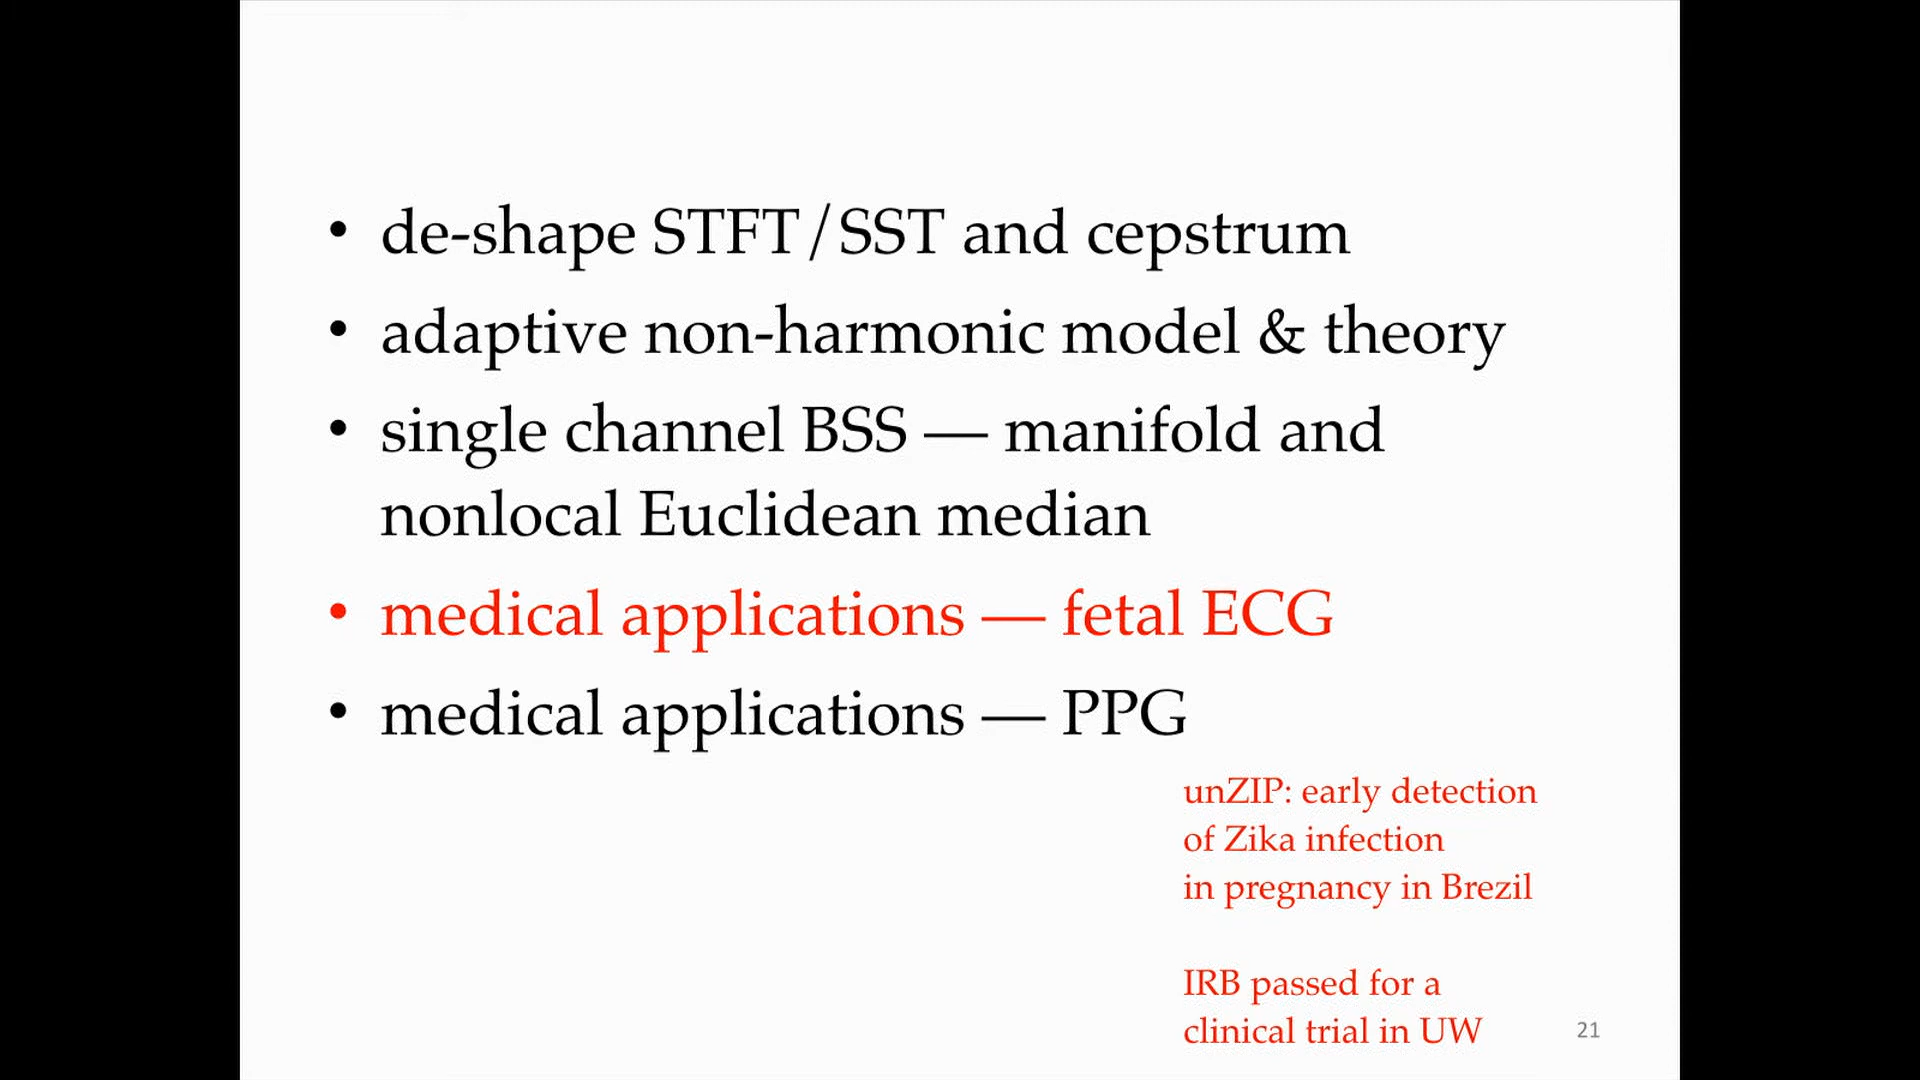 • de-shape STFT/SST and cepstrum
• adaptive non-harmonic model & theory
• single channel BSS — manifold and
nonlocal Euclidean median
• medical applications — fetal ECG
• medical applications — PPG
unZIP: early detection
of Zika infection
in pregnancy in Brezil
IRB passed for a
clinical trial in UW
21